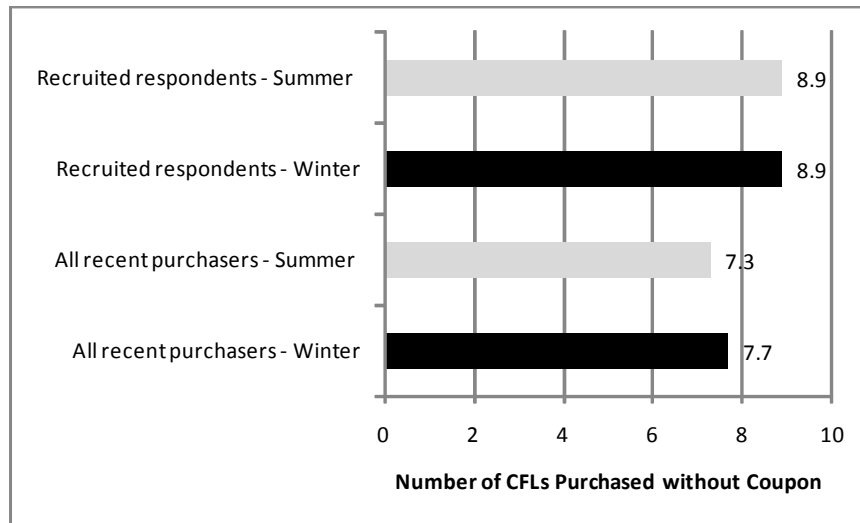 Recruited respondents - Summer
8.9
Recruited respondents - Winter
8.9
All recent purchasers - Summer
7.3
All recent purchasers - Winter
7.7
0 2 4 6 8 10
Number of CFLs Purchased without Coupon